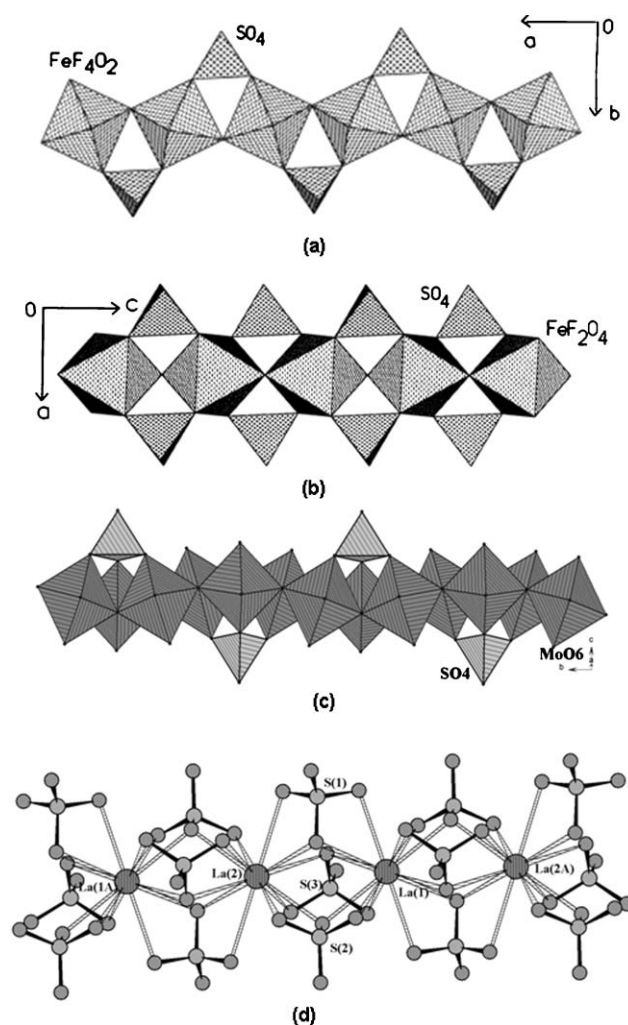 FeF4O2
SO4
a
0
b
(a)
0
c
a
SO4
FeF2O4
(b)
SO4
MoO6
c
b
a
(c)
S(1)
La(1A)
La(2)
S(3)
La(1)
La(2A)
S(2)
(d)